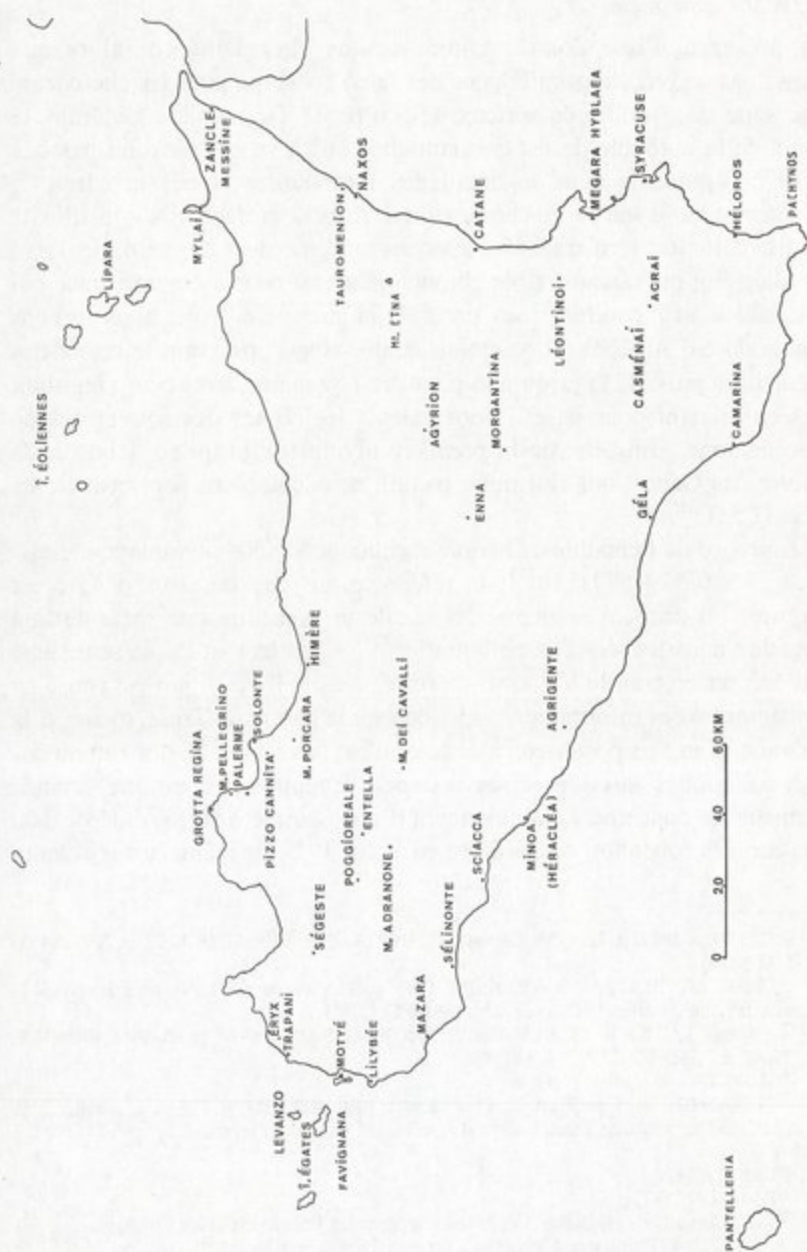 I. ÉOLIENNES
LIPARA
ZANCLE-
MESSINE
MYLAI
GROTTA REGINA
M. PELLEGRINO
PALERME
SOLONTE
PIZZO CANNITA'
M. PORCARA
HIMÈRE
LEVANZO
ERYX
TRAPANI
I. ÉGATES
FAVIGNANA
MOTYÉ
LILYBÉE
SÉGESTE
POGGIOREALE
ENTELLA
M. ADRANONE
M. DEI CAVALLI
TAUROMENION
NAXOS
Mt. ETNA
AGYRION
MAZARA
SÉLINONTE
SCIACCA
ENNA
MORGANTINA
CATANE
MINOA
(HÉRACLÉA)
AGRIGENTE
LÉONTINOI
MEGARA HYBLAEA
GÉLA
CASMÉNAI
ACRAI
SYRACUSE
CAMARINA
HÉLOROS
PACHYNOS
PANTELLERIA
0 20 40 60KM